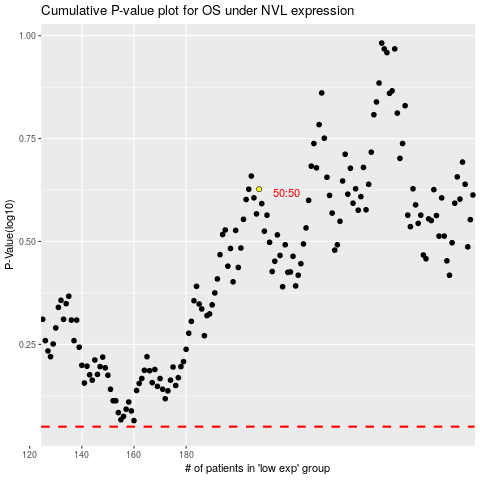 Cumulative P-value plot for OS under NVL expression
P-Value(log10)
1.00
0.75
0.50
0.25
50:50
120 140 160 180
# of patients in 'low exp' group